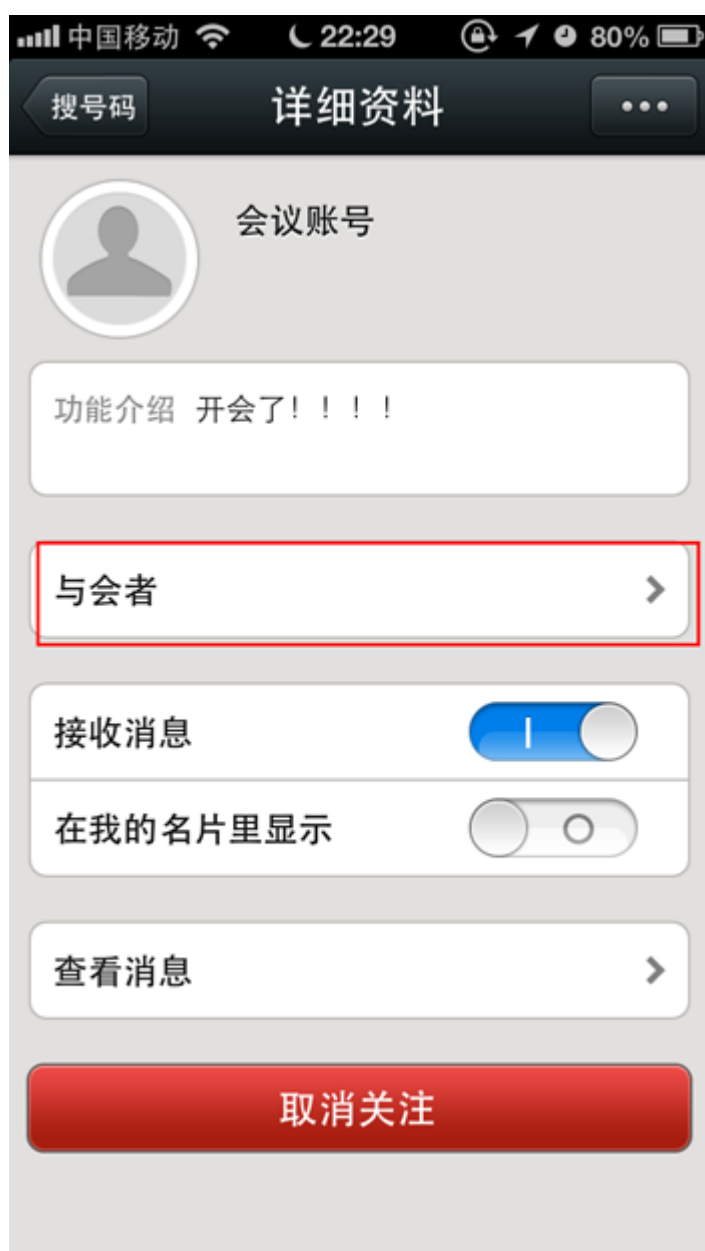 中国移动 22:29 80%
搜号码 详细资料
会议账号
功能介绍 开会了！！！！
与会者
接收消息
在我的名片里显示
查看消息
取消关注